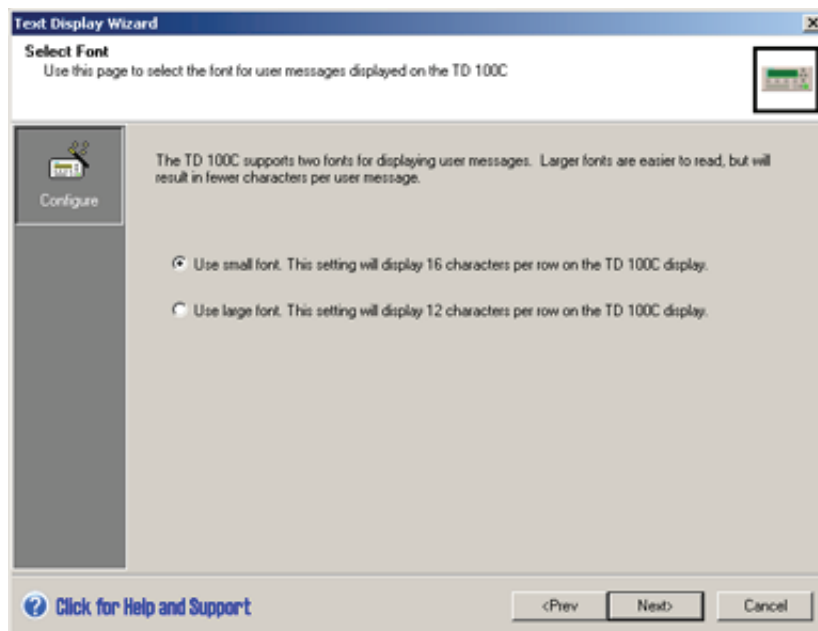 Text Display Wizard
Select Font
Use this page to select the font for user messages displayed on the TD 100C
Configure
The TD 100C supports two fonts for displaying user messages. Larger fonts are easier to read, but will
result in fewer characters per user message.
Use small font. This setting will display 16 characters per row on the TD 100C display.
Use large font. This setting will display 12 characters per row on the TD 100C display.
Click for Help and Support
<Prev
Next>
Cancel